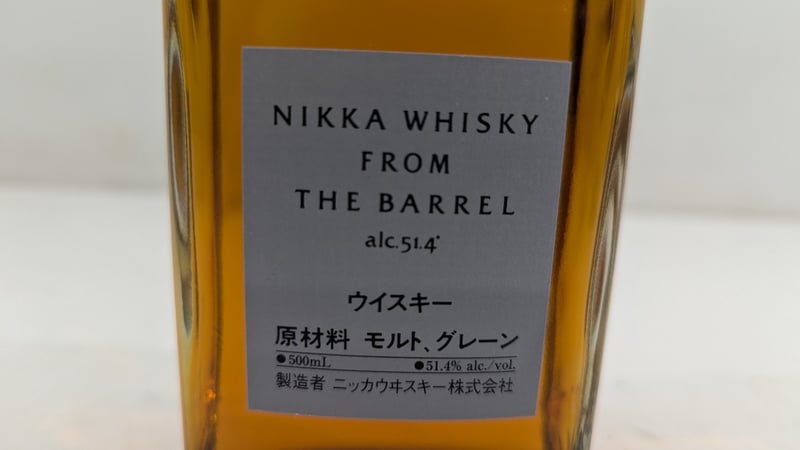 NIKKA WHISKY
FROM
THE BARREL
alc.51.4°
ウイスキー
原材料 モルト、グレーン
●500mL ●51.4% alc./vol.
製造者 ニッカウヰスキー株式会社